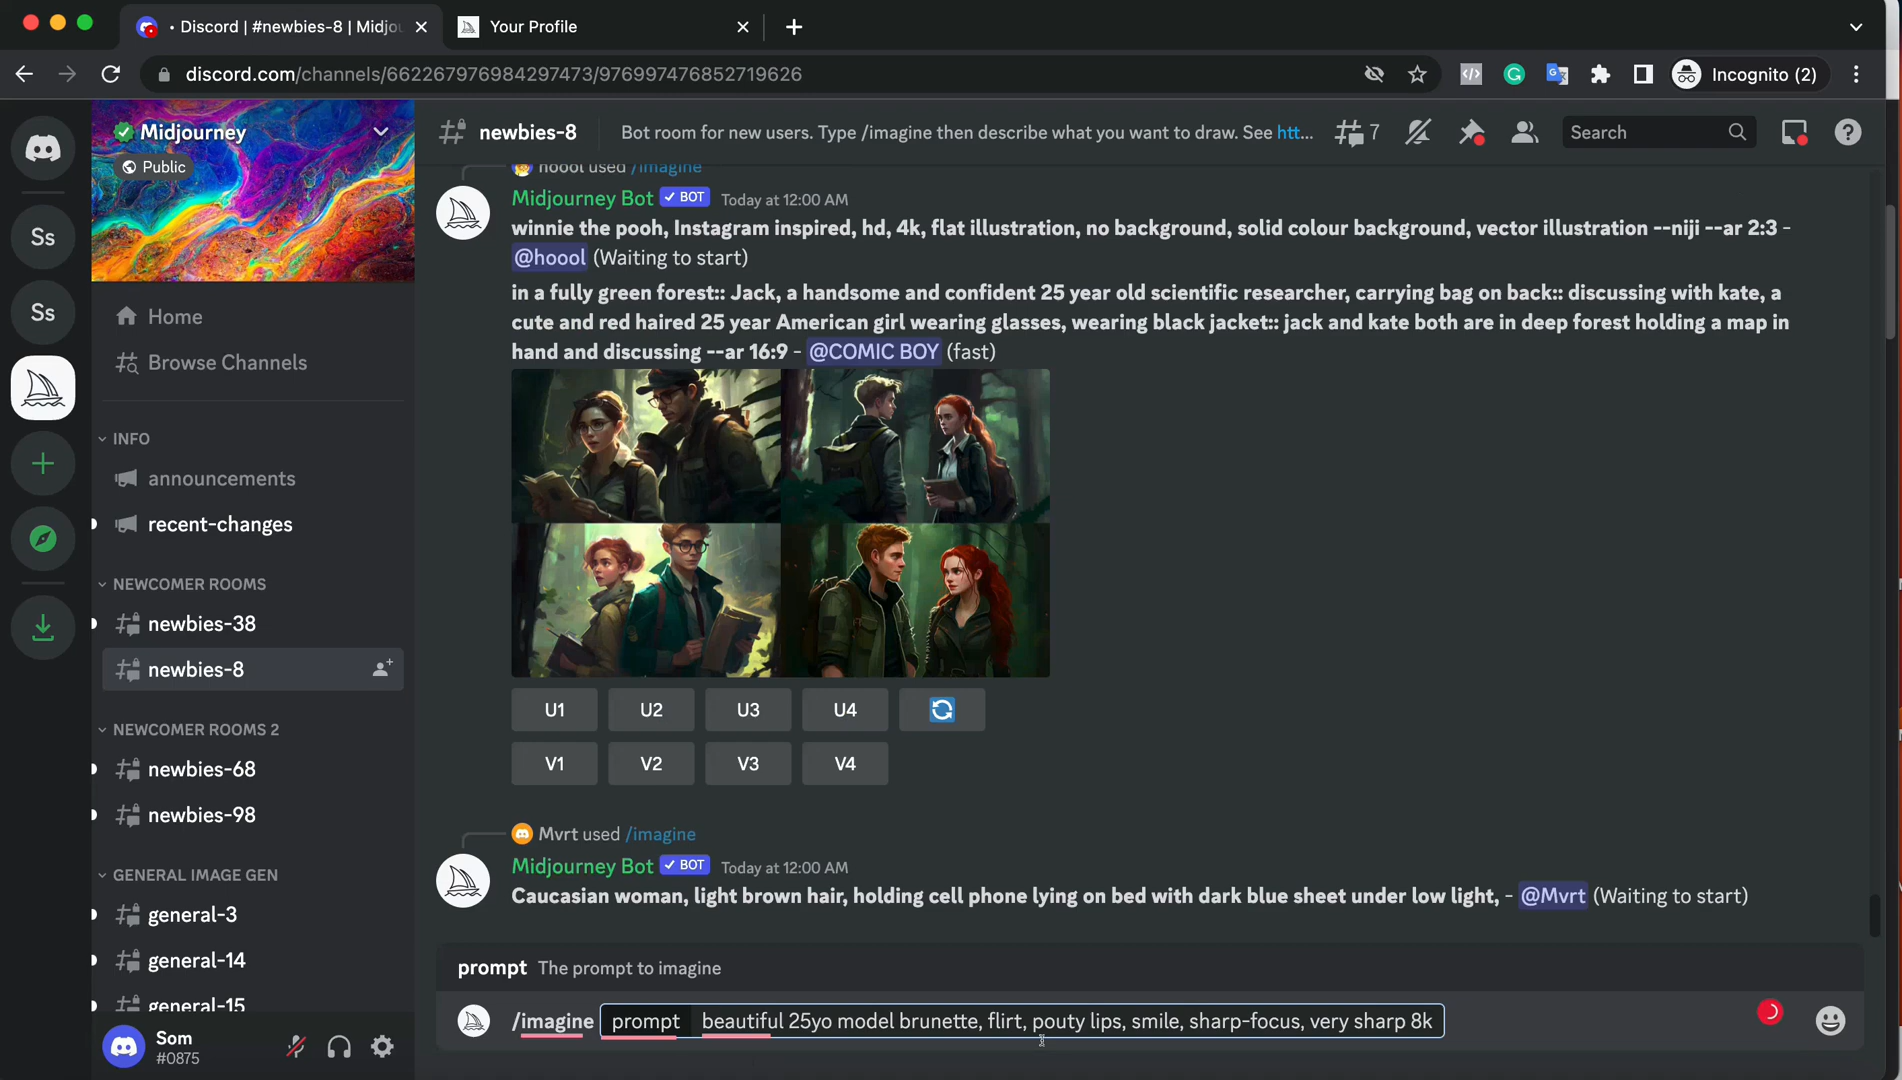 • Discord | #newbies-8 | Midjou
Your Profile
discord.com/channels/662267976984297473/976997476852719626
Incognito (2)
Midjourney
Public
newbies-8
Bot room for new users. Type /imagine then describe what you want to draw. See htt...
7
Search
Ss
Ss
Home
Browse Channels
INFO
announcements
recent-changes
NEWCOMER ROOMS
newbies-38
newbies-8
NEWCOMER ROOMS 2
newbies-68
newbies-98
GENERAL IMAGE GEN
general-3
general-14
general-15
Som
#0875
hoool used /imagine
Midjourney Bot ✓ BOT Today at 12:00 AM
winnie the pooh, Instagram inspired, hd, 4k, flat illustration, no background, solid colour background, vector illustration --niji --ar 2:3 -
@hoool (Waiting to start)
in a fully green forest:: Jack, a handsome and confident 25 year old scientific researcher, carrying bag on back:: discussing with kate, a
cute and red haired 25 year American girl wearing glasses, wearing black jacket:: jack and kate both are in deep forest holding a map in
hand and discussing --ar 16:9 - @COMIC BOY (fast)
U1 U2 U3 U4
V1 V2 V3 V4
Mvrt used /imagine
Midjourney Bot ✓ BOT Today at 12:00 AM
Caucasian woman, light brown hair, holding cell phone lying on bed with dark blue sheet under low light, - @Mvrt (Waiting to start)
prompt The prompt to imagine
/imagine prompt beautiful 25yo model brunette, flirt, pouty lips, smile, sharp-focus, very sharp 8k